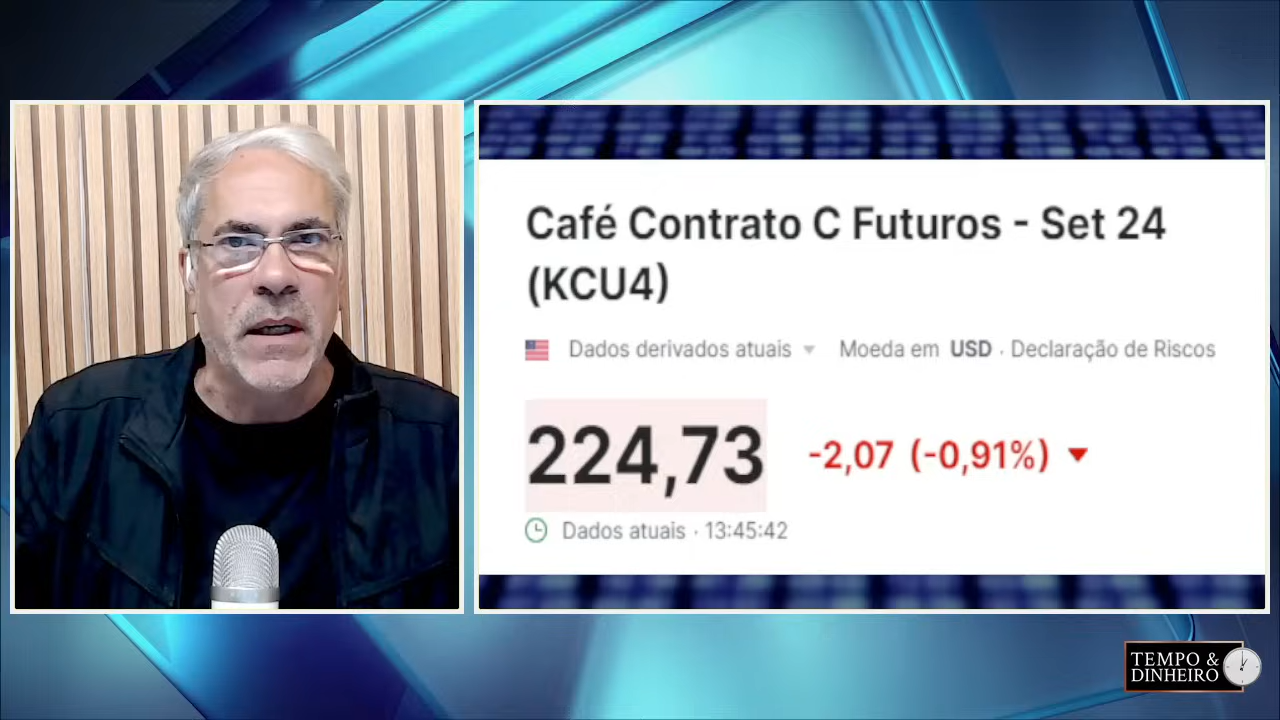 Café Contrato C Futuros - Set 24
(KCU4)
Dados derivados atuais Moeda em USD · Declaração de Riscos
224,73 -2,07 (-0,91%)
Dados atuais · 13:45:42
TEMPO &
DINHEIRO